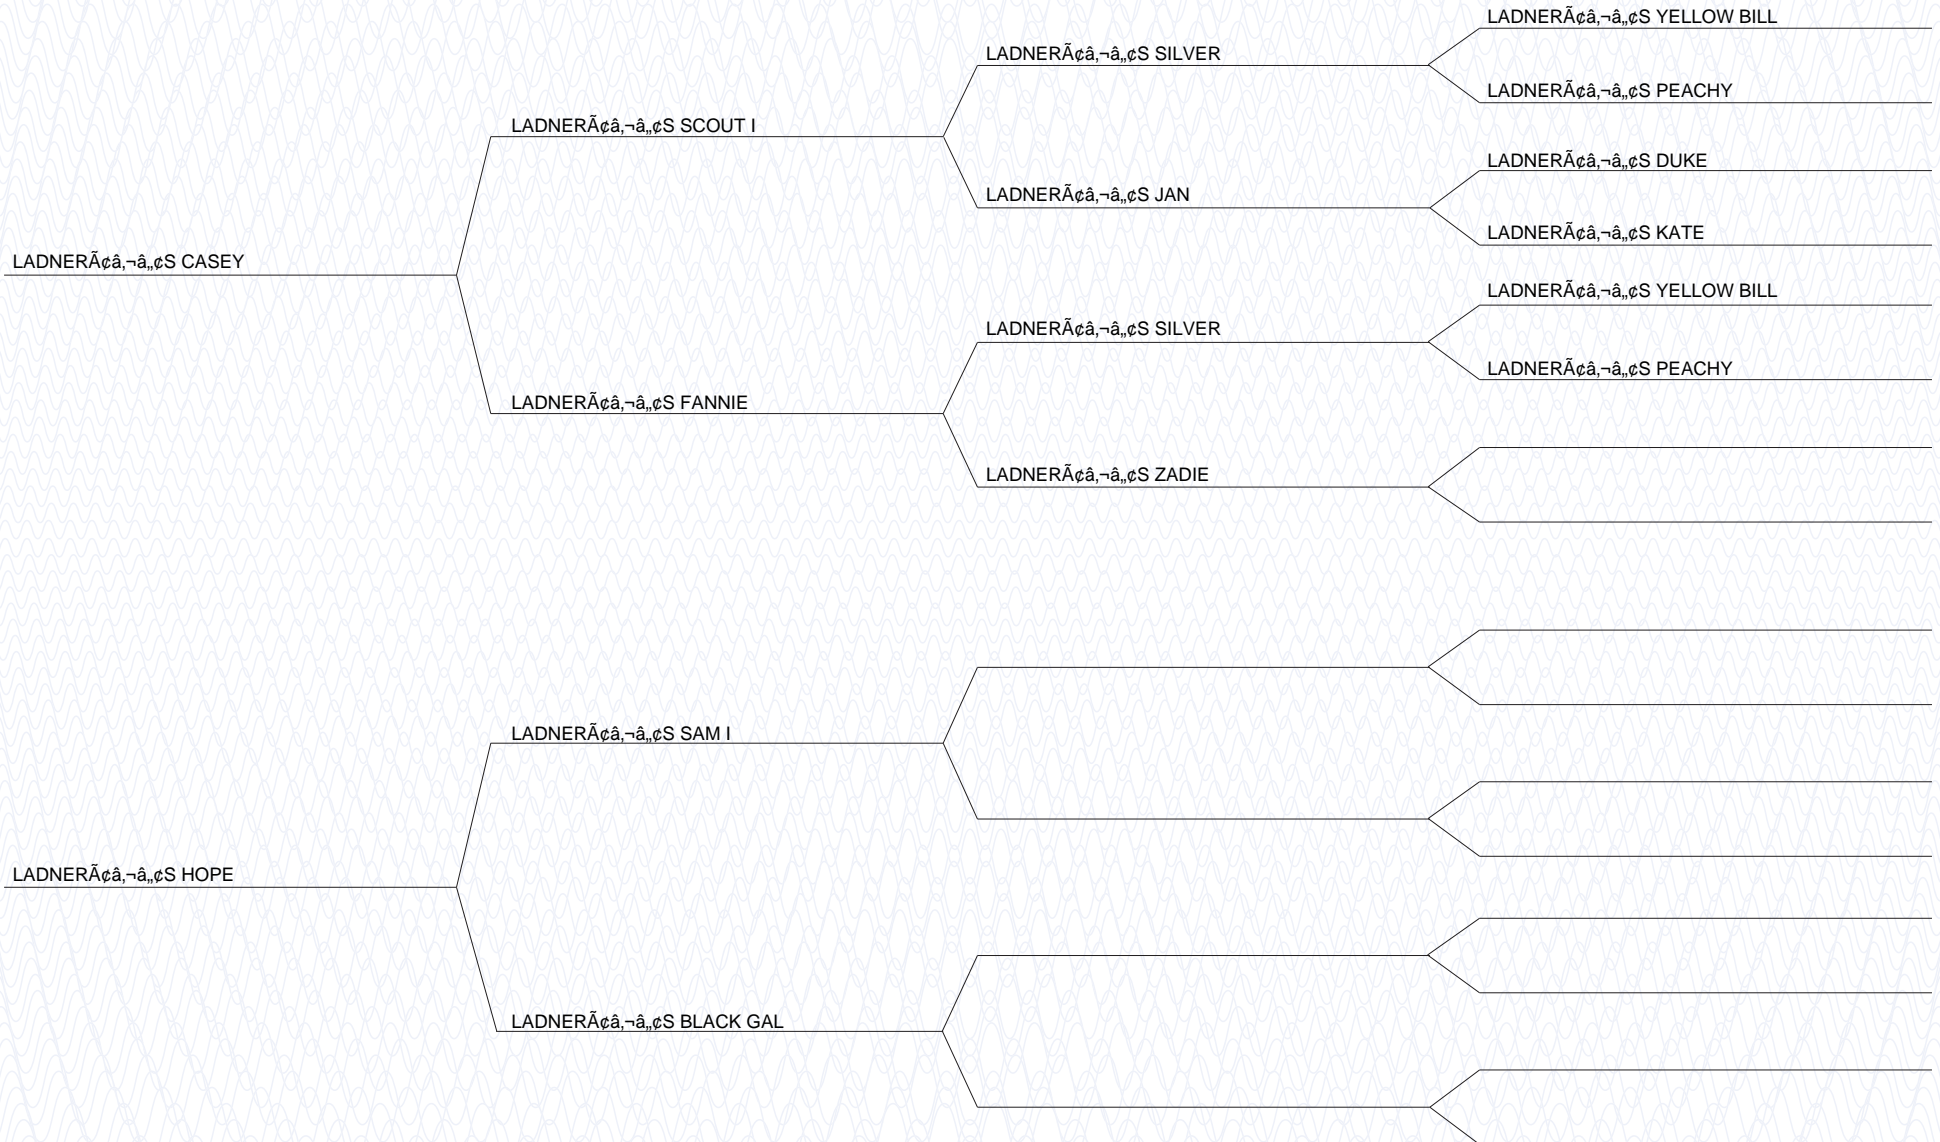 LADNERÃ¢â‚¬â„¢S YELLOW BILL
LADNERÃ¢â‚¬â„¢S SILVER
LADNERÃ¢â‚¬â„¢S PEACHY
LADNERÃ¢â‚¬â„¢S SCOUT I
LADNERÃ¢â‚¬â„¢S DUKE
LADNERÃ¢â‚¬â„¢S JAN
LADNERÃ¢â‚¬â„¢S KATE
LADNERÃ¢â‚¬â„¢S CASEY
LADNERÃ¢â‚¬â„¢S YELLOW BILL
LADNERÃ¢â‚¬â„¢S SILVER
LADNERÃ¢â‚¬â„¢S PEACHY
LADNERÃ¢â‚¬â„¢S FANNIE
LADNERÃ¢â‚¬â„¢S ZADIE
LADNERÃ¢â‚¬â„¢S SAM I
LADNERÃ¢â‚¬â„¢S HOPE
LADNERÃ¢â‚¬â„¢S BLACK GAL